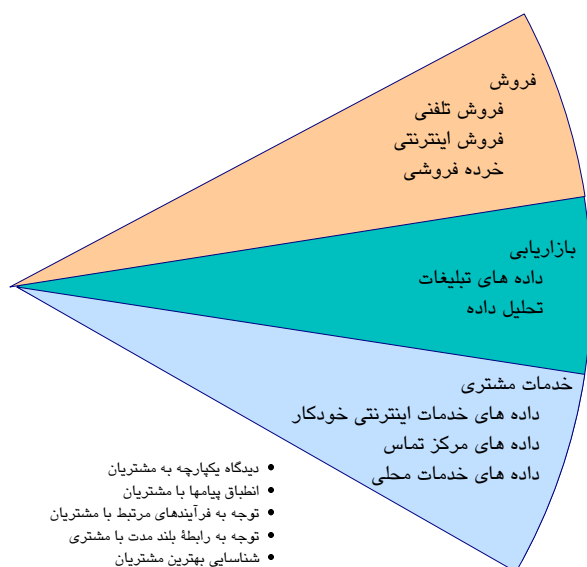 فروش
فروش تلفنی
فروش اینترنتی
خرده فروشی
بازاریابی
داده های تبلیغات
تحلیل داده
خدمات مشتری
داده های خدمات اینترنتی خودکار
داده های مرکز تماس
داده های خدمات محلی
• دیدگاه یکپارچه به مشتریان
• انطباق پیامها با مشتریان
• توجه به فرآیندهای مرتبط با مشتریان
• توجه به رابطهٔ بلند مدت با مشتری
• شناسایی بهترین مشتریان